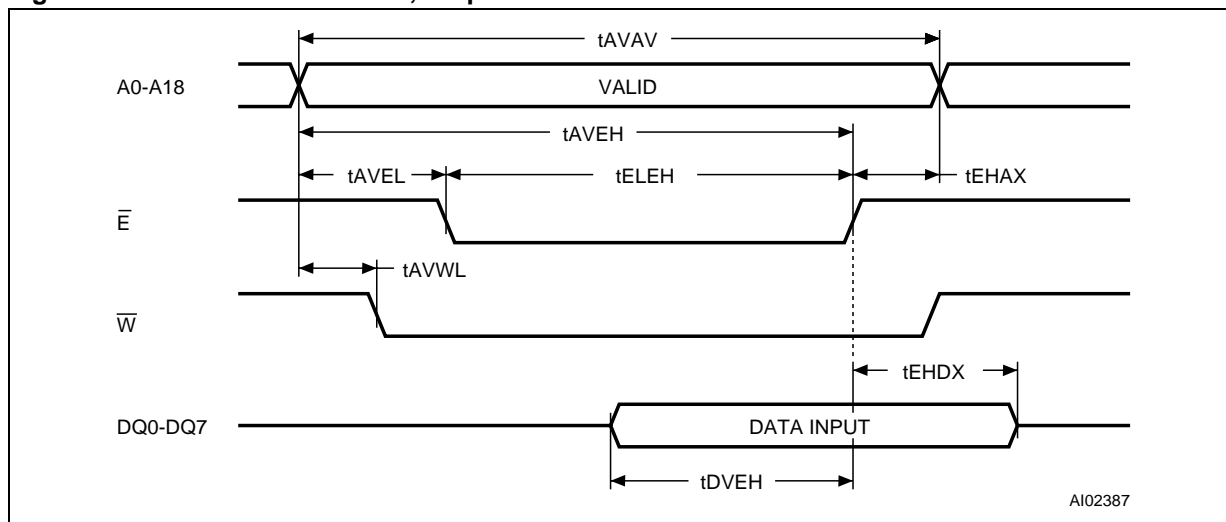 tAVAV
A0-A18
VALID
tAVEH
tAVEL
tELEH
tEHAX
E̅
tAVWL
W̅
tEHDX
DQ0-DQ7
DATA INPUT
tDVEH
AI02387